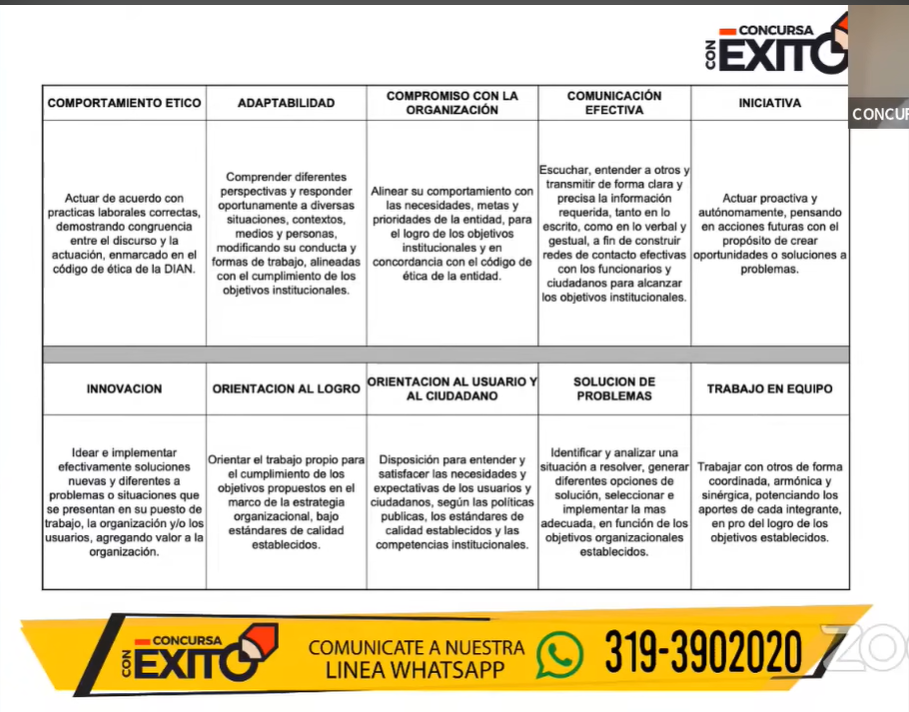 CONCURSA
CON
EXITO
CONCUR
COMPORTAMIENTO ETICO
ADAPTABILIDAD
COMPROMISO CON LA
ORGANIZACIÓN
COMUNICACIÓN
EFECTIVA
INICIATIVA
Actuar de acuerdo con
practicas laborales correctas,
demostrando congruencia
entre el discurso y la
actuación, enmarcado en el
código de ética de la DIAN.
Comprender diferentes
perspectivas y responder
oportunamente a diversas
situaciones, contextos,
medios y personas,
modificando su conducta y
formas de trabajo, alineadas
con el cumplimiento de los
objetivos institucionales.
Alinear su comportamiento con
las necesidades, metas y
prioridades de la entidad, para
el logro de los objetivos
institucionales y en
concordancia con el código de
ética de la entidad.
Escuchar, entender a otros y
transmitir de forma clara y
precisa la información
requerida, tanto en lo
escrito, como en lo verbal y
gestual, a fin de construir
redes de contacto efectivas
con los funcionarios y
ciudadanos para alcanzar
los objetivos institucionales.
Actuar proactiva y
autónomamente, pensando
en acciones futuras con el
propósito de crear
oportunidades o soluciones a
problemas.
INNOVACION
ORIENTACION AL LOGRO
ORIENTACION AL USUARIO Y
AL CIUDADANO
SOLUCION DE
PROBLEMAS
TRABAJO EN EQUIPO
Idear e implementar
efectivamente soluciones
nuevas y diferentes a
problemas o situaciones que
se presentan en su puesto de
trabajo, la organización y/o los
usuarios, agregando valor a la
organización.
Orientar el trabajo propio para
el cumplimiento de los
objetivos propuestos en el
marco de la estrategia
organizacional, bajo
estándares de calidad
establecidos.
Disposición para entender y
satisfacer las necesidades y
expectativas de los usuarios y
ciudadanos, según las políticas
publicas, los estándares de
calidad establecidos y las
competencias institucionales.
Identificar y analizar una
situación a resolver, generar
diferentes opciones de
solución, seleccionar e
implementar la mas
adecuada, en función de los
objetivos organizacionales
establecidos.
Trabajar con otros de forma
coordinada, armónica y
sinérgica, potenciando los
aportes de cada integrante,
en pro del logro de los
objetivos establecidos.
CONCURSA
CON
EXITO
COMUNICATE A NUESTRA
LINEA WHATSAPP
319-3902020
ZOO